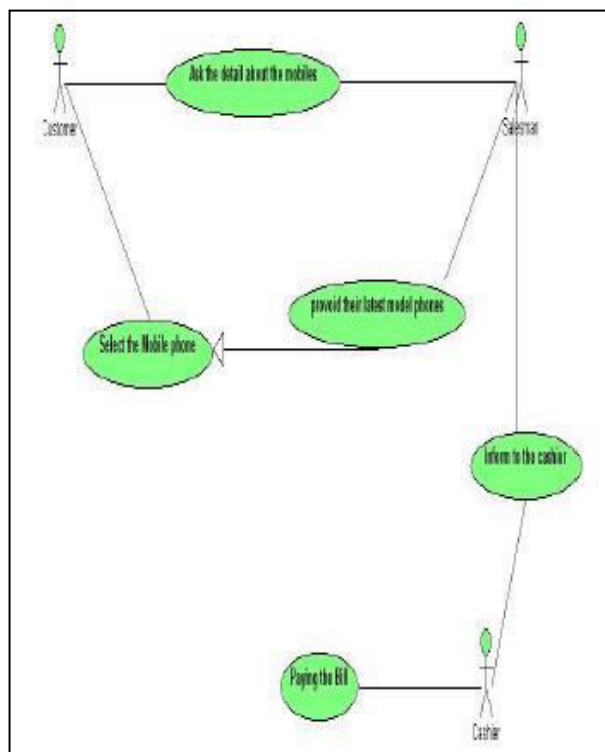 Ask the detail about the mobiles
Customer
Salesman
provoid their latest model phones
Select the Mobile phone
Inform to the cashier
Paying the Bill
Cashier